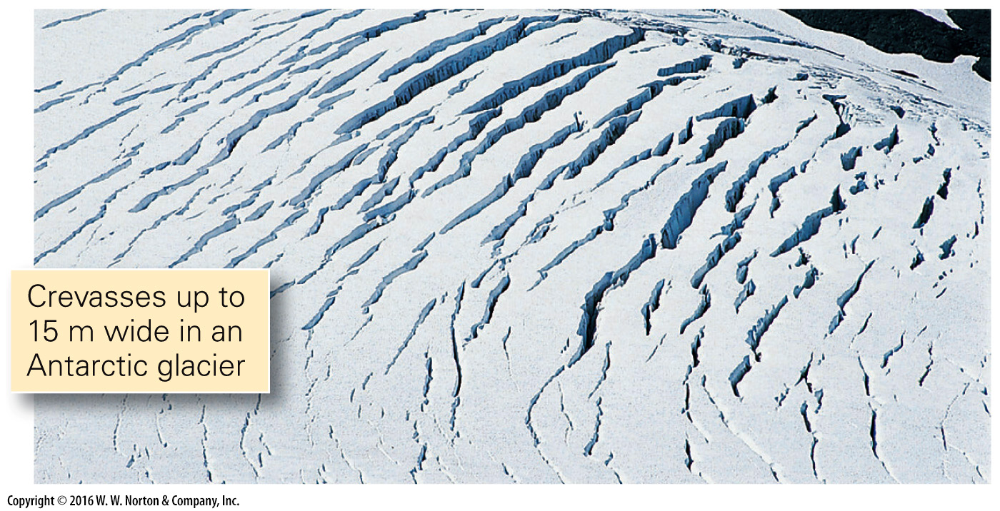 Crevasses up to
15 m wide in an
Antarctic glacier
Copyright © 2016 W. W. Norton & Company, Inc.